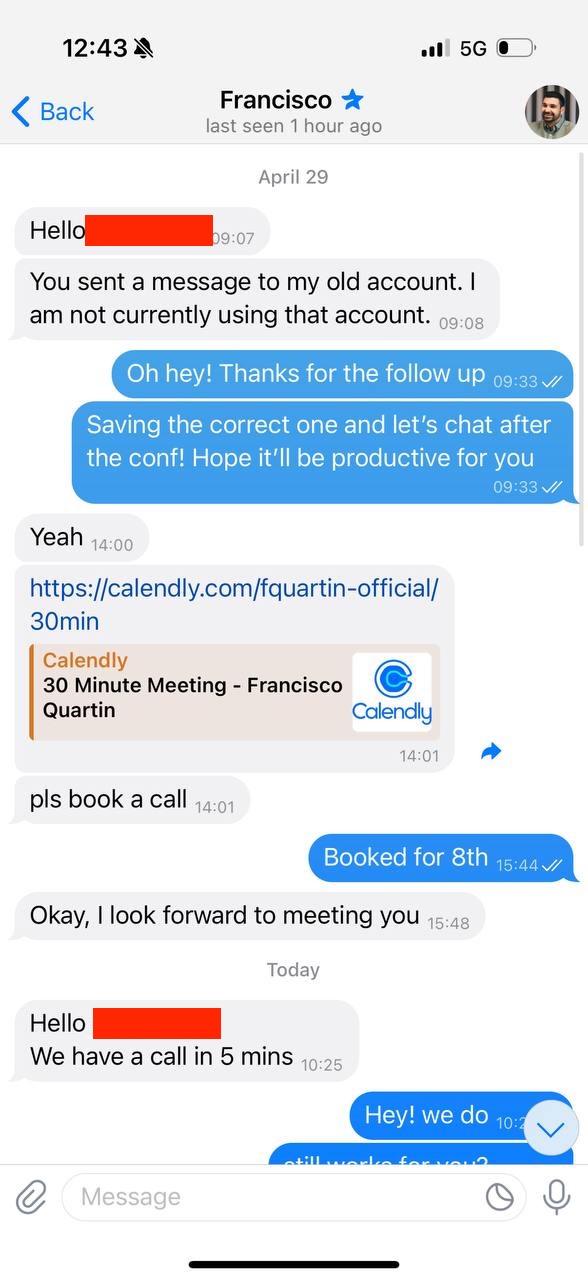 12:43
5G
Back
Francisco
last seen 1 hour ago
April 29
Hello
09:07
You sent a message to my old account. I
am not currently using that account. 09:08
Oh hey! Thanks for the follow up 09:33
Saving the correct one and let's chat after
the conf! Hope it'll be productive for you
09:33
Yeah 14:00
https://calendly.com/fquartin-official/
30min
Calendly
30 Minute Meeting - Francisco
Quartin
Calendly
14:01
pls book a call 14:01
Booked for 8th 15:44
Okay, I look forward to meeting you 15:48
Today
Hello
We have a call in 5 mins 10:25
Hey! we do
still works for you?
Message